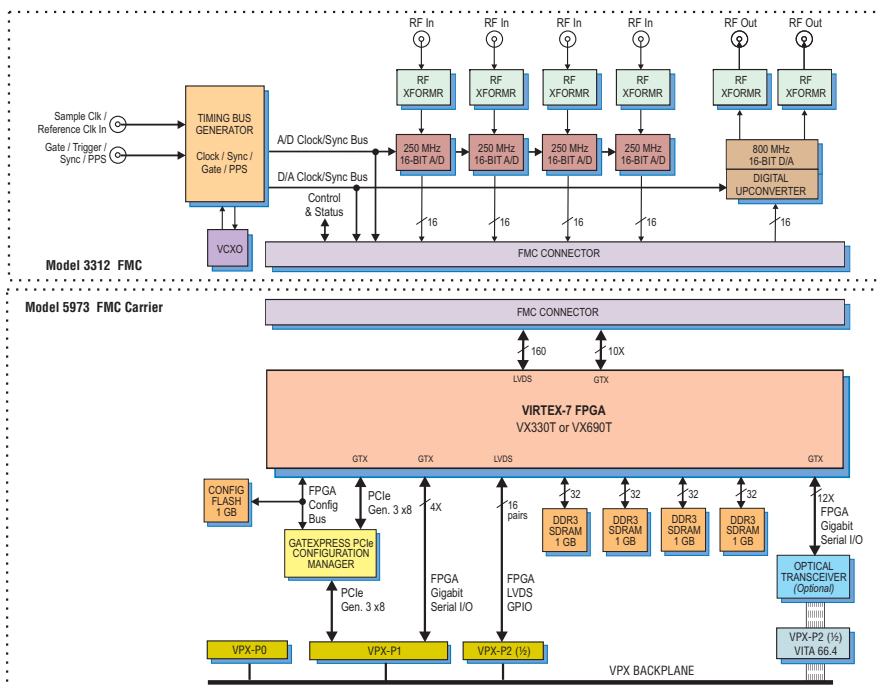 RF In
RF In
RF In
RF In
RF Out
RF Out
RF
XFORMR
RF
XFORMR
RF
XFORMR
RF
XFORMR
RF
XFORMR
RF
XFORMR
Sample Clk /
Reference Clk In
Gate / Trigger /
Sync / PPS
TIMING BUS
GENERATOR
Clock / Sync /
Gate / PPS
A/D Clock/Sync Bus
D/A Clock/Sync Bus
250 MHz
16-BIT A/D
250 MHz
16-BIT A/D
250 MHz
16-BIT A/D
250 MHz
16-BIT A/D
800 MHz
16-BIT D/A
DIGITAL
UPCONVERTER
Control
& Status
16
16
16
16
16
VCXO
FMC CONNECTOR
Model 3312 FMC
Model 5973 FMC Carrier
FMC CONNECTOR
160
10X
LVDS
GTX
VIRTEX-7 FPGA
VX330T or VX690T
GTX
GTX
LVDS
GTX
CONFIG
FLASH
1 GB
FPGA
Config
Bus
PCIe
Gen. 3 x8
4X
16
pairs
32
32
32
32
12X
FPGA
Gigabit
Serial I/O
DDR3
SDRAM
1 GB
DDR3
SDRAM
1 GB
DDR3
SDRAM
1 GB
DDR3
SDRAM
1 GB
GATEXPRESS PCIe
CONFIGURATION
MANAGER
OPTICAL
TRANSCEIVER
(Optional)
PCIe
Gen. 3 x8
FPGA
Gigabit
Serial I/O
FPGA
LVDS
GPIO
VPX-P0
VPX-P1
VPX-P2 (½)
VPX-P2 (½)
VITA 66.4
VPX BACKPLANE